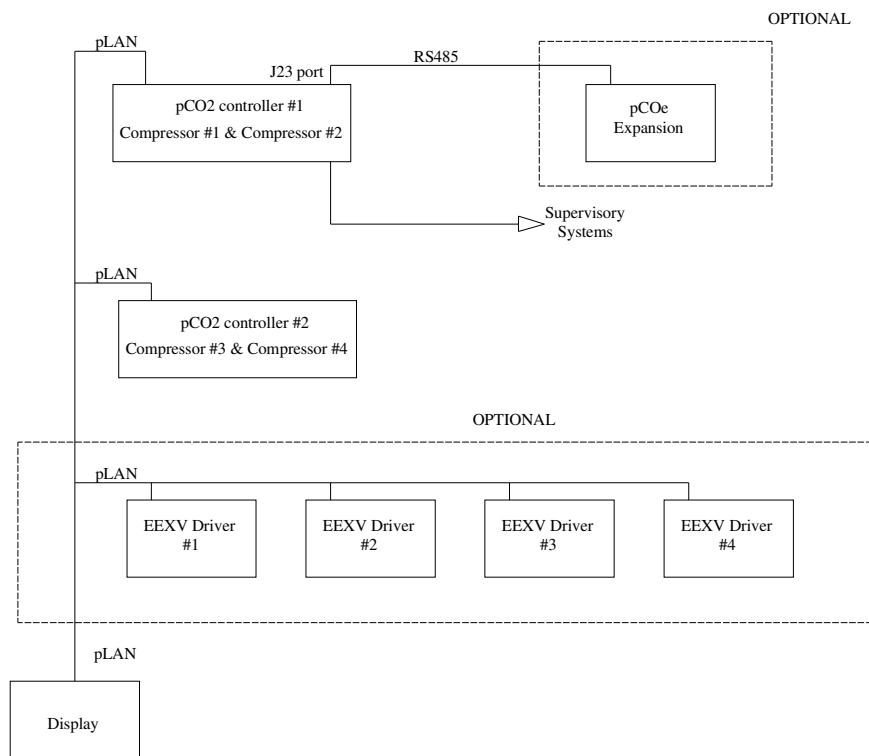 OPTIONAL
pLAN
RS485
J23 port
pCO2 controller #1
Compressor #1 & Compressor #2
pCOe
Expansion
Supervisory
Systems
pLAN
pCO2 controller #2
Compressor #3 & Compressor #4
OPTIONAL
pLAN
EEXV Driver
#1
EEXV Driver
#2
EEXV Driver
#3
EEXV Driver
#4
pLAN
Display